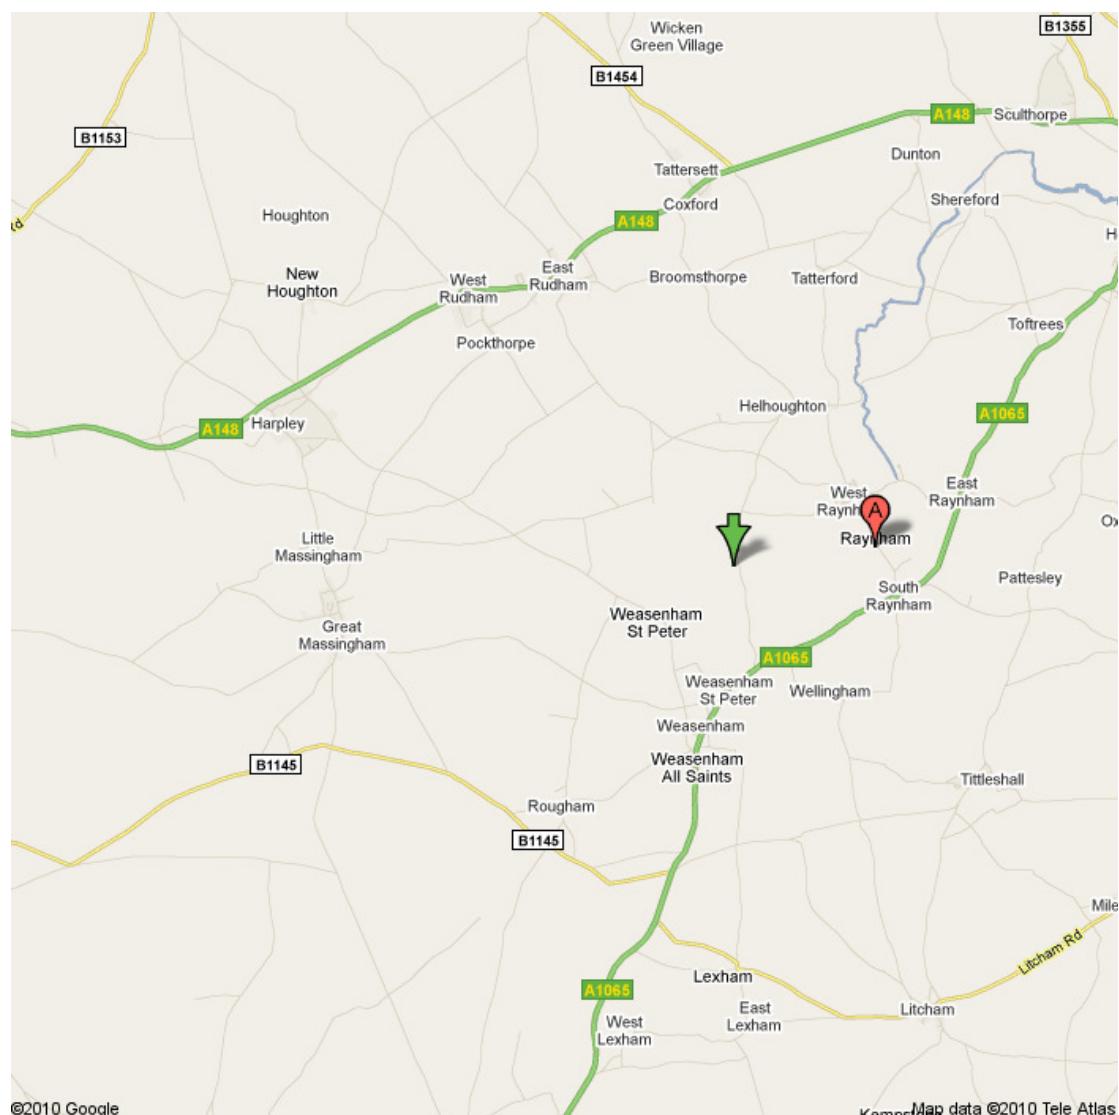 Wicken
Green Village
B1355
B1454
A148
Sculthorpe
B1153
Dunton
Tattersett
Shereford
Coxford
Houghton
A148
Rd
East
Rudham
New
Houghton
West
Rudham
Broomsthorpe
Tatterford
Toftrees
Pockthorpe
Helhoughton
A1065
Harpley
A148
East
Raynham
West
A
Raynham
Little
Massingham
Pattesley
South
Raynham
Weasenham
St Peter
Great
Massingham
A1065
Weasenham
St Peter
Wellingham
Weasenham
Weasenham
All Saints
B1145
Tittleshall
Rougham
B1145
Mile
Litcham Rd
Lexham
A1065
East
Lexham
Litcham
West
Lexham
©2010 Google
Map data ©2010 Tele Atlas